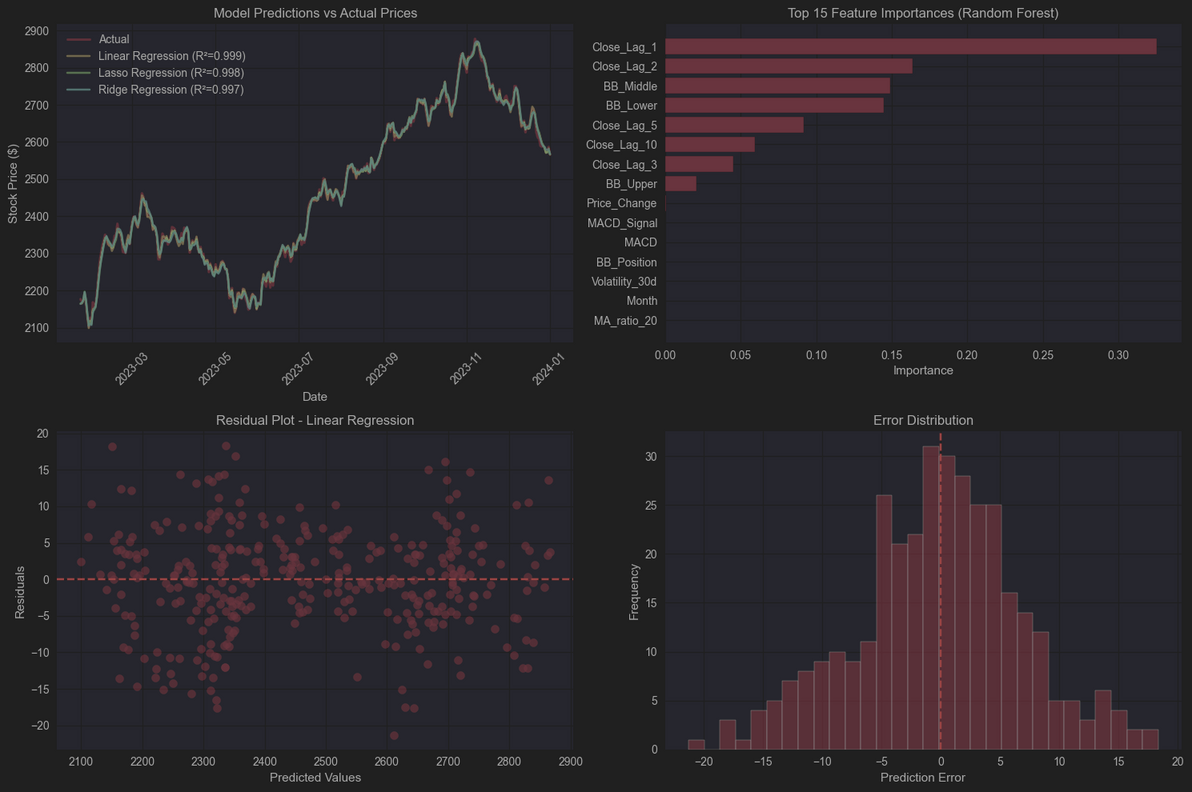 Model Predictions vs Actual Prices
Actual
Linear Regression (R²=0.999)
Lasso Regression (R²=0.998)
Ridge Regression (R²=0.997)
Stock Price ($)
2900
2800
2700
2600
2500
2400
2300
2200
2100
2023-03
2023-05
2023-07
2023-09
2023-11
2024-01
Date
Top 15 Feature Importances (Random Forest)
Close_Lag_1
Close_Lag_2
BB_Middle
BB_Lower
Close_Lag_5
Close_Lag_10
Close_Lag_3
BB_Upper
Price_Change
MACD_Signal
MACD
BB_Position
Volatility_30d
Month
MA_ratio_20
0.00 0.05 0.10 0.15 0.20 0.25 0.30
Importance
Residual Plot - Linear Regression
Residuals
20
15
10
5
0
−5
−10
−15
−20
2100 2200 2300 2400 2500 2600 2700 2800 2900
Predicted Values
Error Distribution
Frequency
30
25
20
15
10
5
0
−20 −15 −10 −5 0 5 10 15 20
Prediction Error